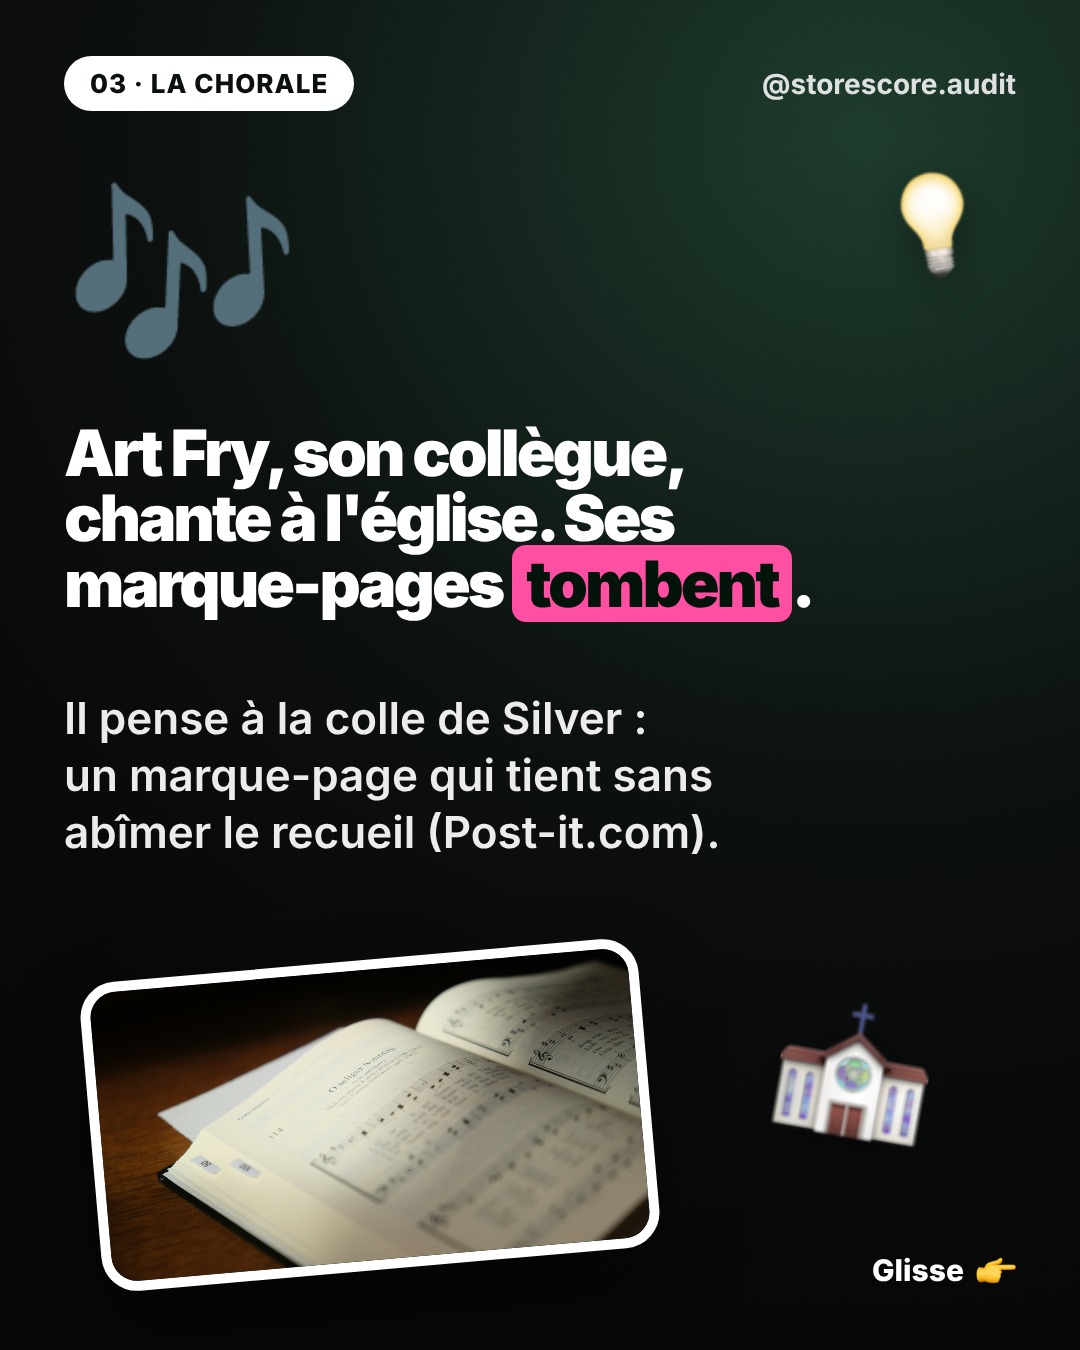 03 · LA CHORALE
@storescore.audit
Art Fry, son collègue,
chante à l'église. Ses
marque-pages tombent.
Il pense à la colle de Silver :
un marque-page qui tient sans
abîmer le recueil (Post-it.com).
Glisse 👉